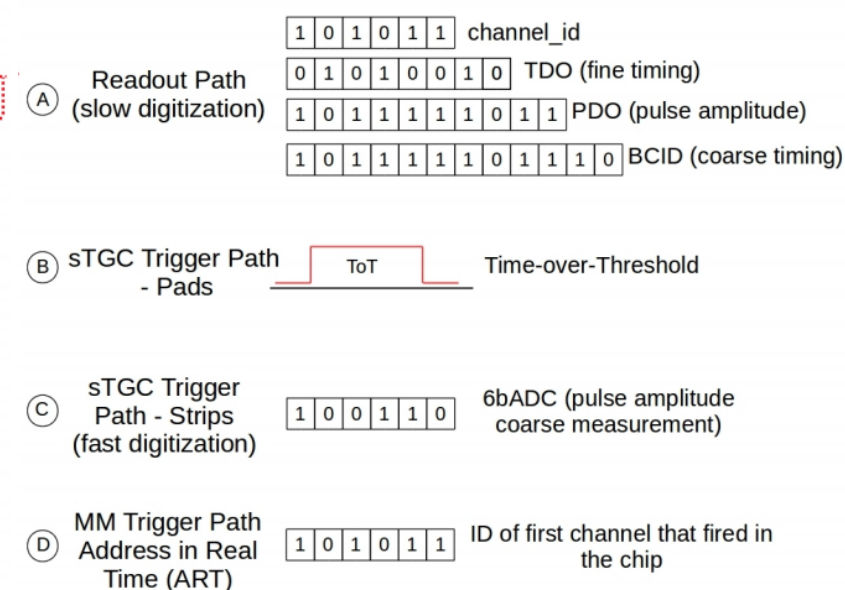 1 0 1 0 1 1 channel_id
A Readout Path (slow digitization)
0 1 0 1 0 0 1 0 TDO (fine timing)
1 0 1 1 1 1 1 0 1 1 PDO (pulse amplitude)
1 0 1 1 1 1 1 0 1 1 1 0 BCID (coarse timing)
B sTGC Trigger Path
- Pads
ToT
Time-over-Threshold
C sTGC Trigger
Path - Strips
(fast digitization)
1 0 0 1 1 0
6bADC (pulse amplitude
coarse measurement)
D MM Trigger Path
Address in Real
Time (ART)
1 0 1 0 1 1
ID of first channel that fired in
the chip